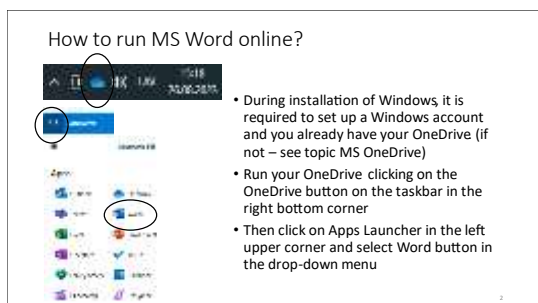 How to run MS Word online?
15:18
• During installation of Windows, it is
required to set up a Windows account
and you already have your OneDrive (if
not – see topic MS OneDrive)
• Run your OneDrive clicking on the
OneDrive button on the taskbar in the
right bottom corner
• Then click on Apps Launcher in the left
upper corner and select Word button in
the drop-down menu
Apps
2